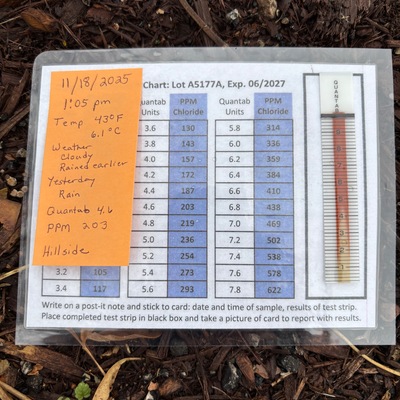 11/18/2025
1:05 pm
Temp 43°F
6.1°C
Weather
Cloudy
Rained earlier
Yesterday
Rain
Quantab 4.6
PPM 203
Hillside
Chart: Lot A5177A, Exp. 06/2027
uantab Units PPM Chloride Quantab Units PPM Chloride
3.6 130 5.8 314
3.8 143 6.0 336
4.0 157 6.2 359
4.2 172 6.4 384
4.4 187 6.6 410
4.6 203 6.8 438
4.8 219 7.0 469
5.0 236 7.2 502
5.2 254 7.4 538
3.2 105 5.4 273 7.6 578
3.4 117 5.6 293 7.8 622
Write on a post-it note and stick to card: date and time of sample, results of test strip.
Place completed test strip in black box and take a picture of card to report with results.
QUANTAB